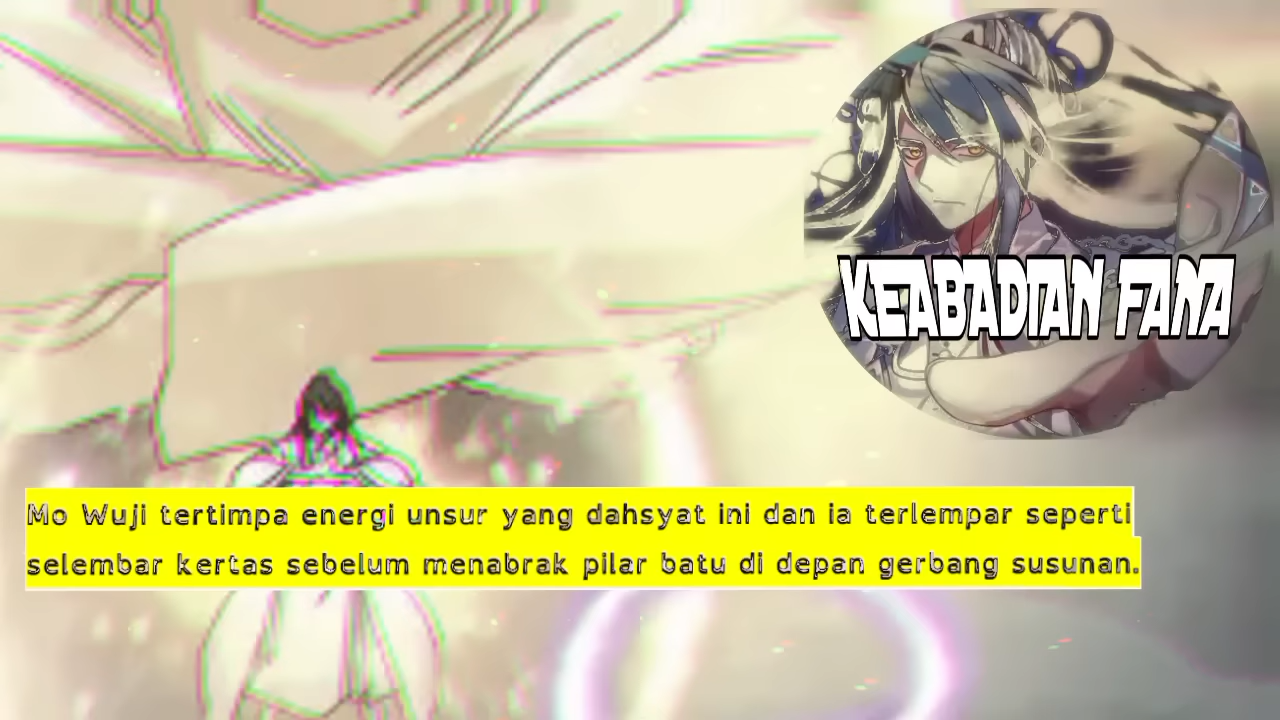 KEABADIAN FANA
Mo Wuji tertimpa energi unsur yang dahsyat ini dan ia terlempar seperti
selembar kertas sebelum menabrak pilar batu di depan gerbang susunan.